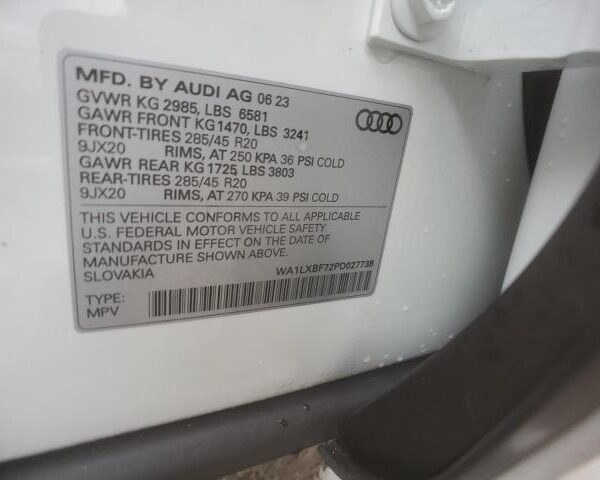 MFD. BY AUDI AG 06 23
GVWR KG 2985, LBS 6581
GAWR FRONT KG1470, LBS 3241
FRONT-TIRES 285/45 R20
9JX20 RIMS, AT 250 KPA 36 PSI COLD
GAWR REAR KG 1725, LBS 3803
REAR-TIRES 285/45 R20
9JX20 RIMS, AT 270 KPA 39 PSI COLD
THIS VEHICLE CONFORMS TO ALL APPLICABLE
U.S. FEDERAL MOTOR VEHICLE SAFETY
STANDARDS IN EFFECT ON THE DATE OF
MANUFACTURE SHOWN ABOVE.
SLOVAKIA WA1LXBF72PD027738
TYPE:
MPV